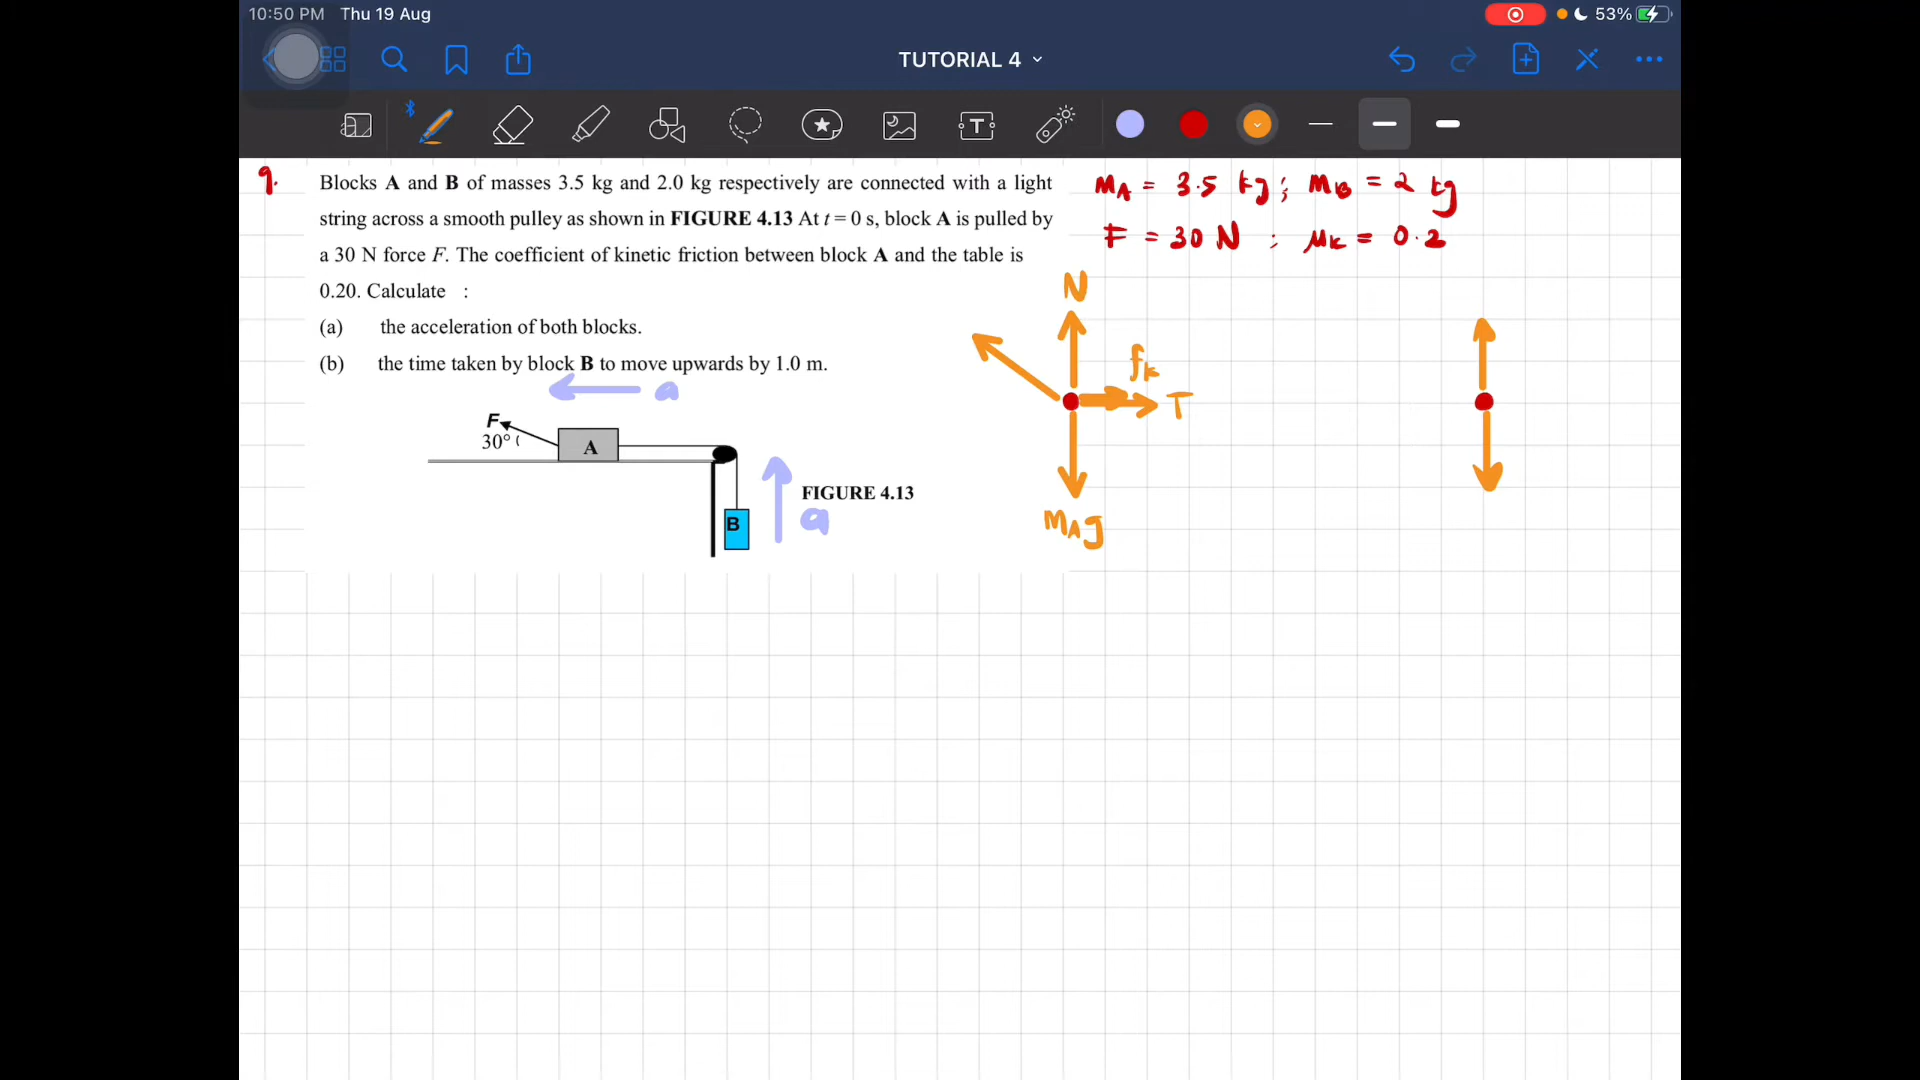 10:50 PM Thu 19 Aug
53%
TUTORIAL 4
9.
Blocks A and B of masses 3.5 kg and 2.0 kg respectively are connected with a light
string across a smooth pulley as shown in FIGURE 4.13 At t = 0 s, block A is pulled by
a 30 N force F. The coefficient of kinetic friction between block A and the table is
0.20. Calculate :
(a) the acceleration of both blocks.
(b) the time taken by block B to move upwards by 1.0 m.
a
F
30°
A
B
a
FIGURE 4.13
mA = 3.5 kg ; mB = 2 kg
F = 30 N ; μk = 0.2
N
fk
T
mAg